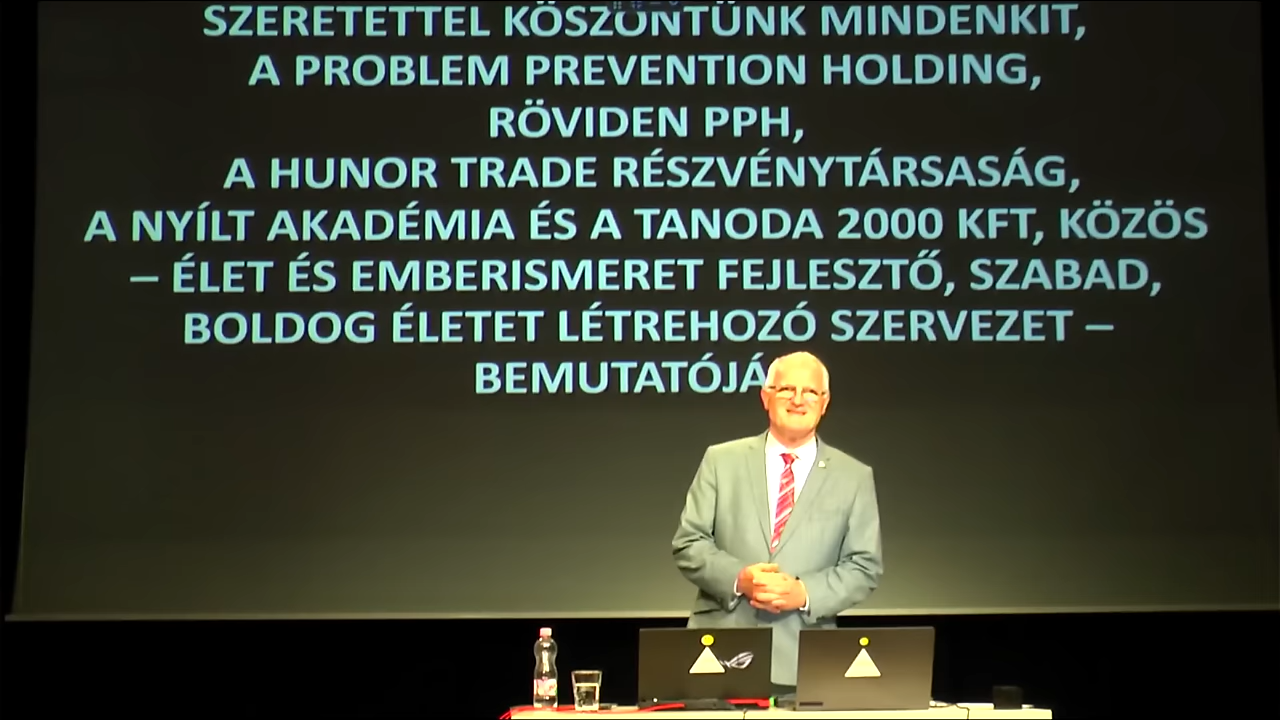 SZERETETTEL KÖSZÖNTÜNK MINDENKIT,
A PROBLEM PREVENTION HOLDING,
RÖVIDEN PPH,
A HUNOR TRADE RÉSZVÉNYTÁRSASÁG,
A NYÍLT AKADÉMIA ÉS A TANODA 2000 KFT, KÖZÖS
– ÉLET ÉS EMBERISMERET FEJLESZTŐ, SZABAD,
BOLDOG ÉLETET LÉTREHOZÓ SZERVEZET –